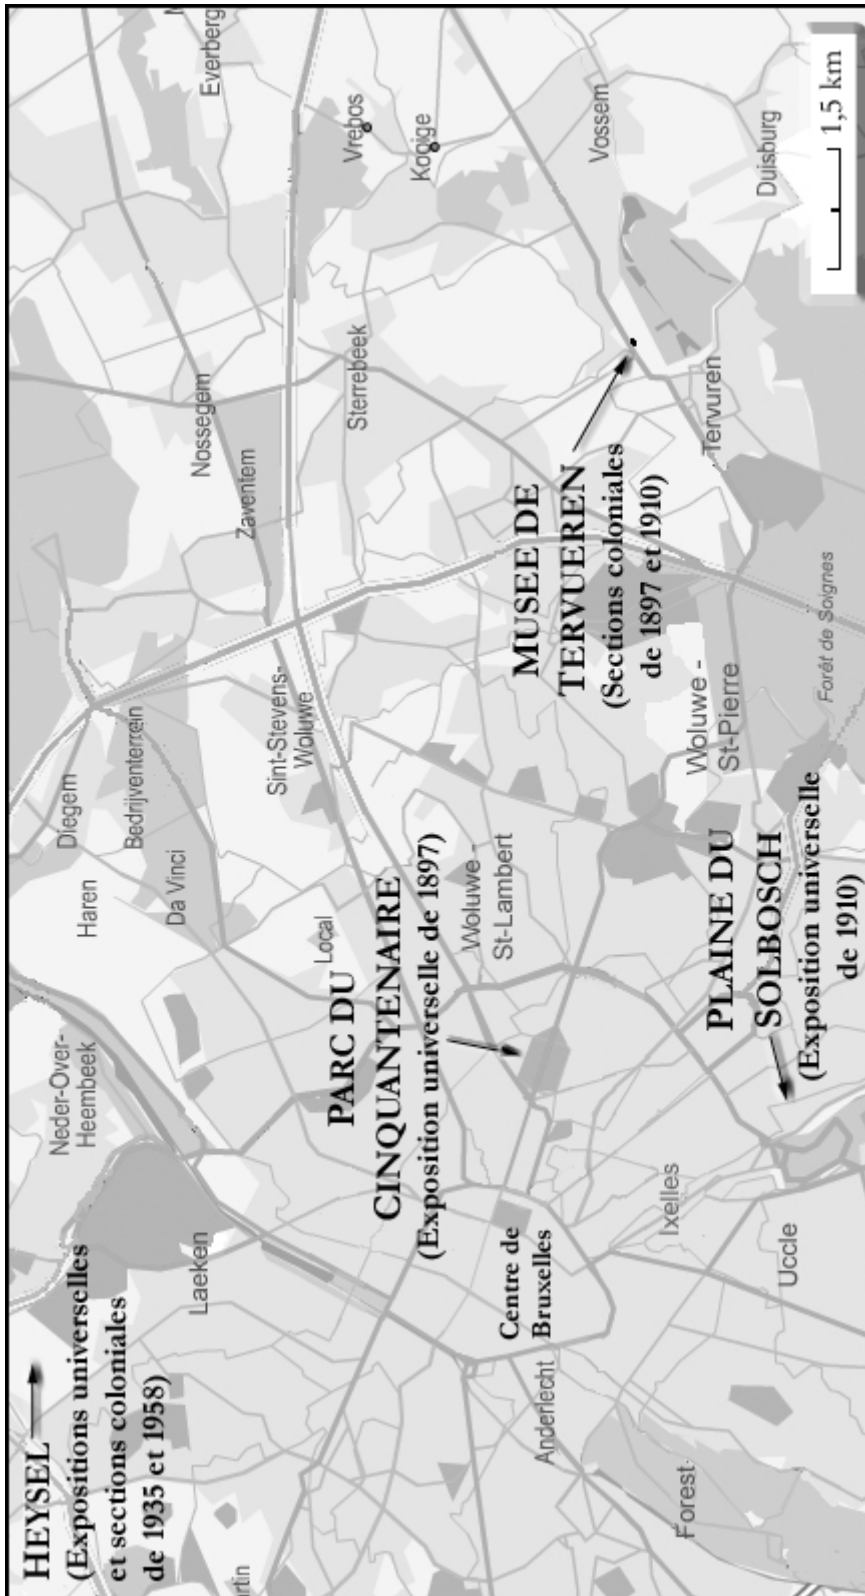 HEYSEL
(Expositions universelles
et sections coloniales
de 1935 et 1958)
Neder-Over-
Heembeek
Haren
Diegem
Bedrijventerrein
Da Vinci
Nossegem
Zaventem
Everberg
Laeken
Local
Sint-Stevens-
Woluwe
Sterrebeek
Vrebos
PARC DU
CINQUANTENAIRE
(Exposition universelle de 1897)
Woluwe -
St-Lambert
MUSEE DE
TERVUEREN
(Sections coloniales
de 1897 et 1910)
Vossem
Duisburg
Tervuren
Centre de
Bruxelles
Anderlecht
Ixelles
Forest
Uccle
Woluwe -
St-Pierre
Forêt de Soignes
PLAINE DU
SOLBOSCH
(Exposition universelle
de 1910)
rtin
1,5 km